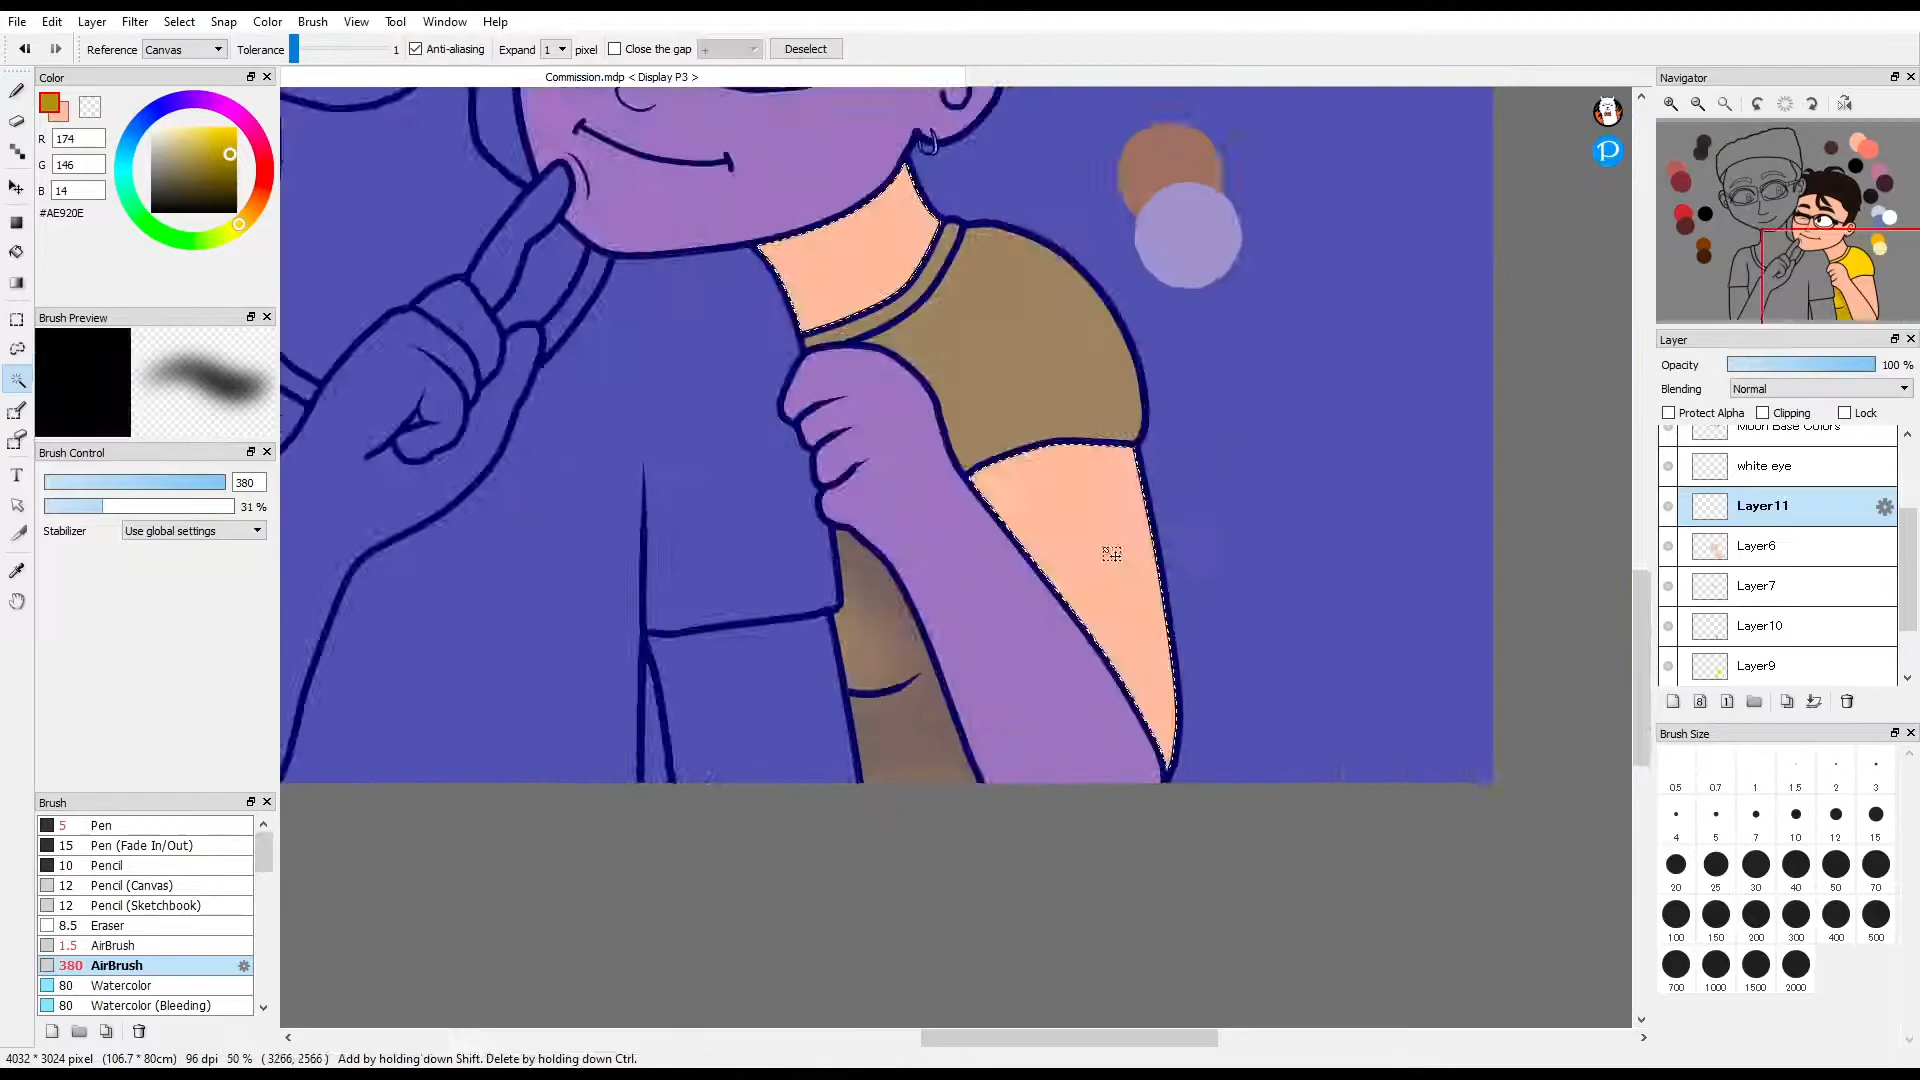 File Edit Layer Filter Select Snap Color Brush View Tool Window Help
Reference Canvas Tolerance 1 Anti-aliasing Expand 1 pixel Close the gap + Deselect
Commission.mdp < Display P3 >
Color
R 174
G 146
B 14
#AE920E
Brush Preview
Brush Control
380
31 %
Stabilizer Use global settings
Brush
5 Pen
15 Pen (Fade In/Out)
10 Pencil
12 Pencil (Canvas)
12 Pencil (Sketchbook)
8.5 Eraser
1.5 AirBrush
380 AirBrush
80 Watercolor
80 Watercolor (Bleeding)
Navigator
Layer
Opacity 100 %
Blending Normal
Protect Alpha Clipping Lock
Moon Base Colors
white eye
Layer11
Layer6
Layer7
Layer10
Layer9
8 1
Brush Size
0.5 0.7 1 1.5 2 3
4 5 7 10 12 15
20 25 30 40 50 70
100 150 200 300 400 500
700 1000 1500 2000
4032 * 3024 pixel (106.7 * 80cm) 96 dpi 50 % ( 3266, 2566 ) Add by holding down Shift. Delete by holding down Ctrl.